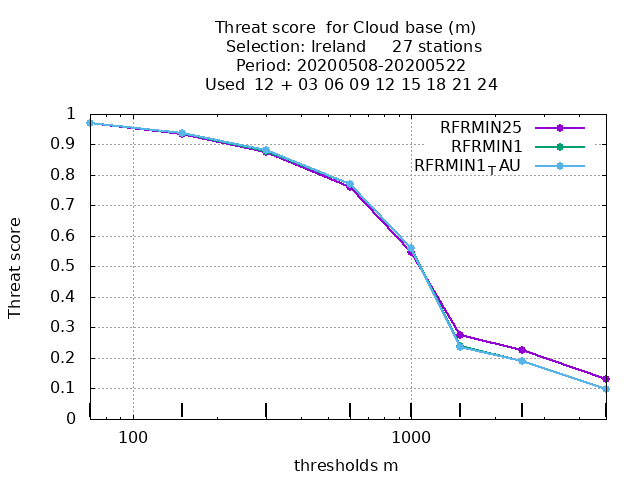 Threat score  for Cloud base (m)
Selection: Ireland     27 stations
Period: 20200508-20200522
Used  12 + 03 06 09 12 15 18 21 24
RFRMIN25
RFRMIN1
RFRMIN1TAU
1
0.9
0.8
0.7
0.6
0.5
0.4
0.3
0.2
0.1
0
Threat score
100 1000
thresholds m